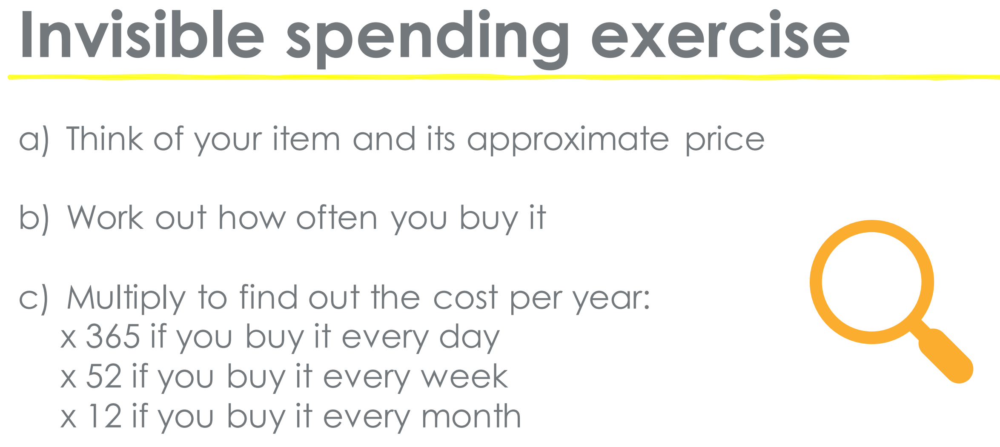 Invisible spending exercise
a) Think of your item and its approximate price
b) Work out how often you buy it
c) Multiply to find out the cost per year:
x 365 if you buy it every day
x 52 if you buy it every week
x 12 if you buy it every month